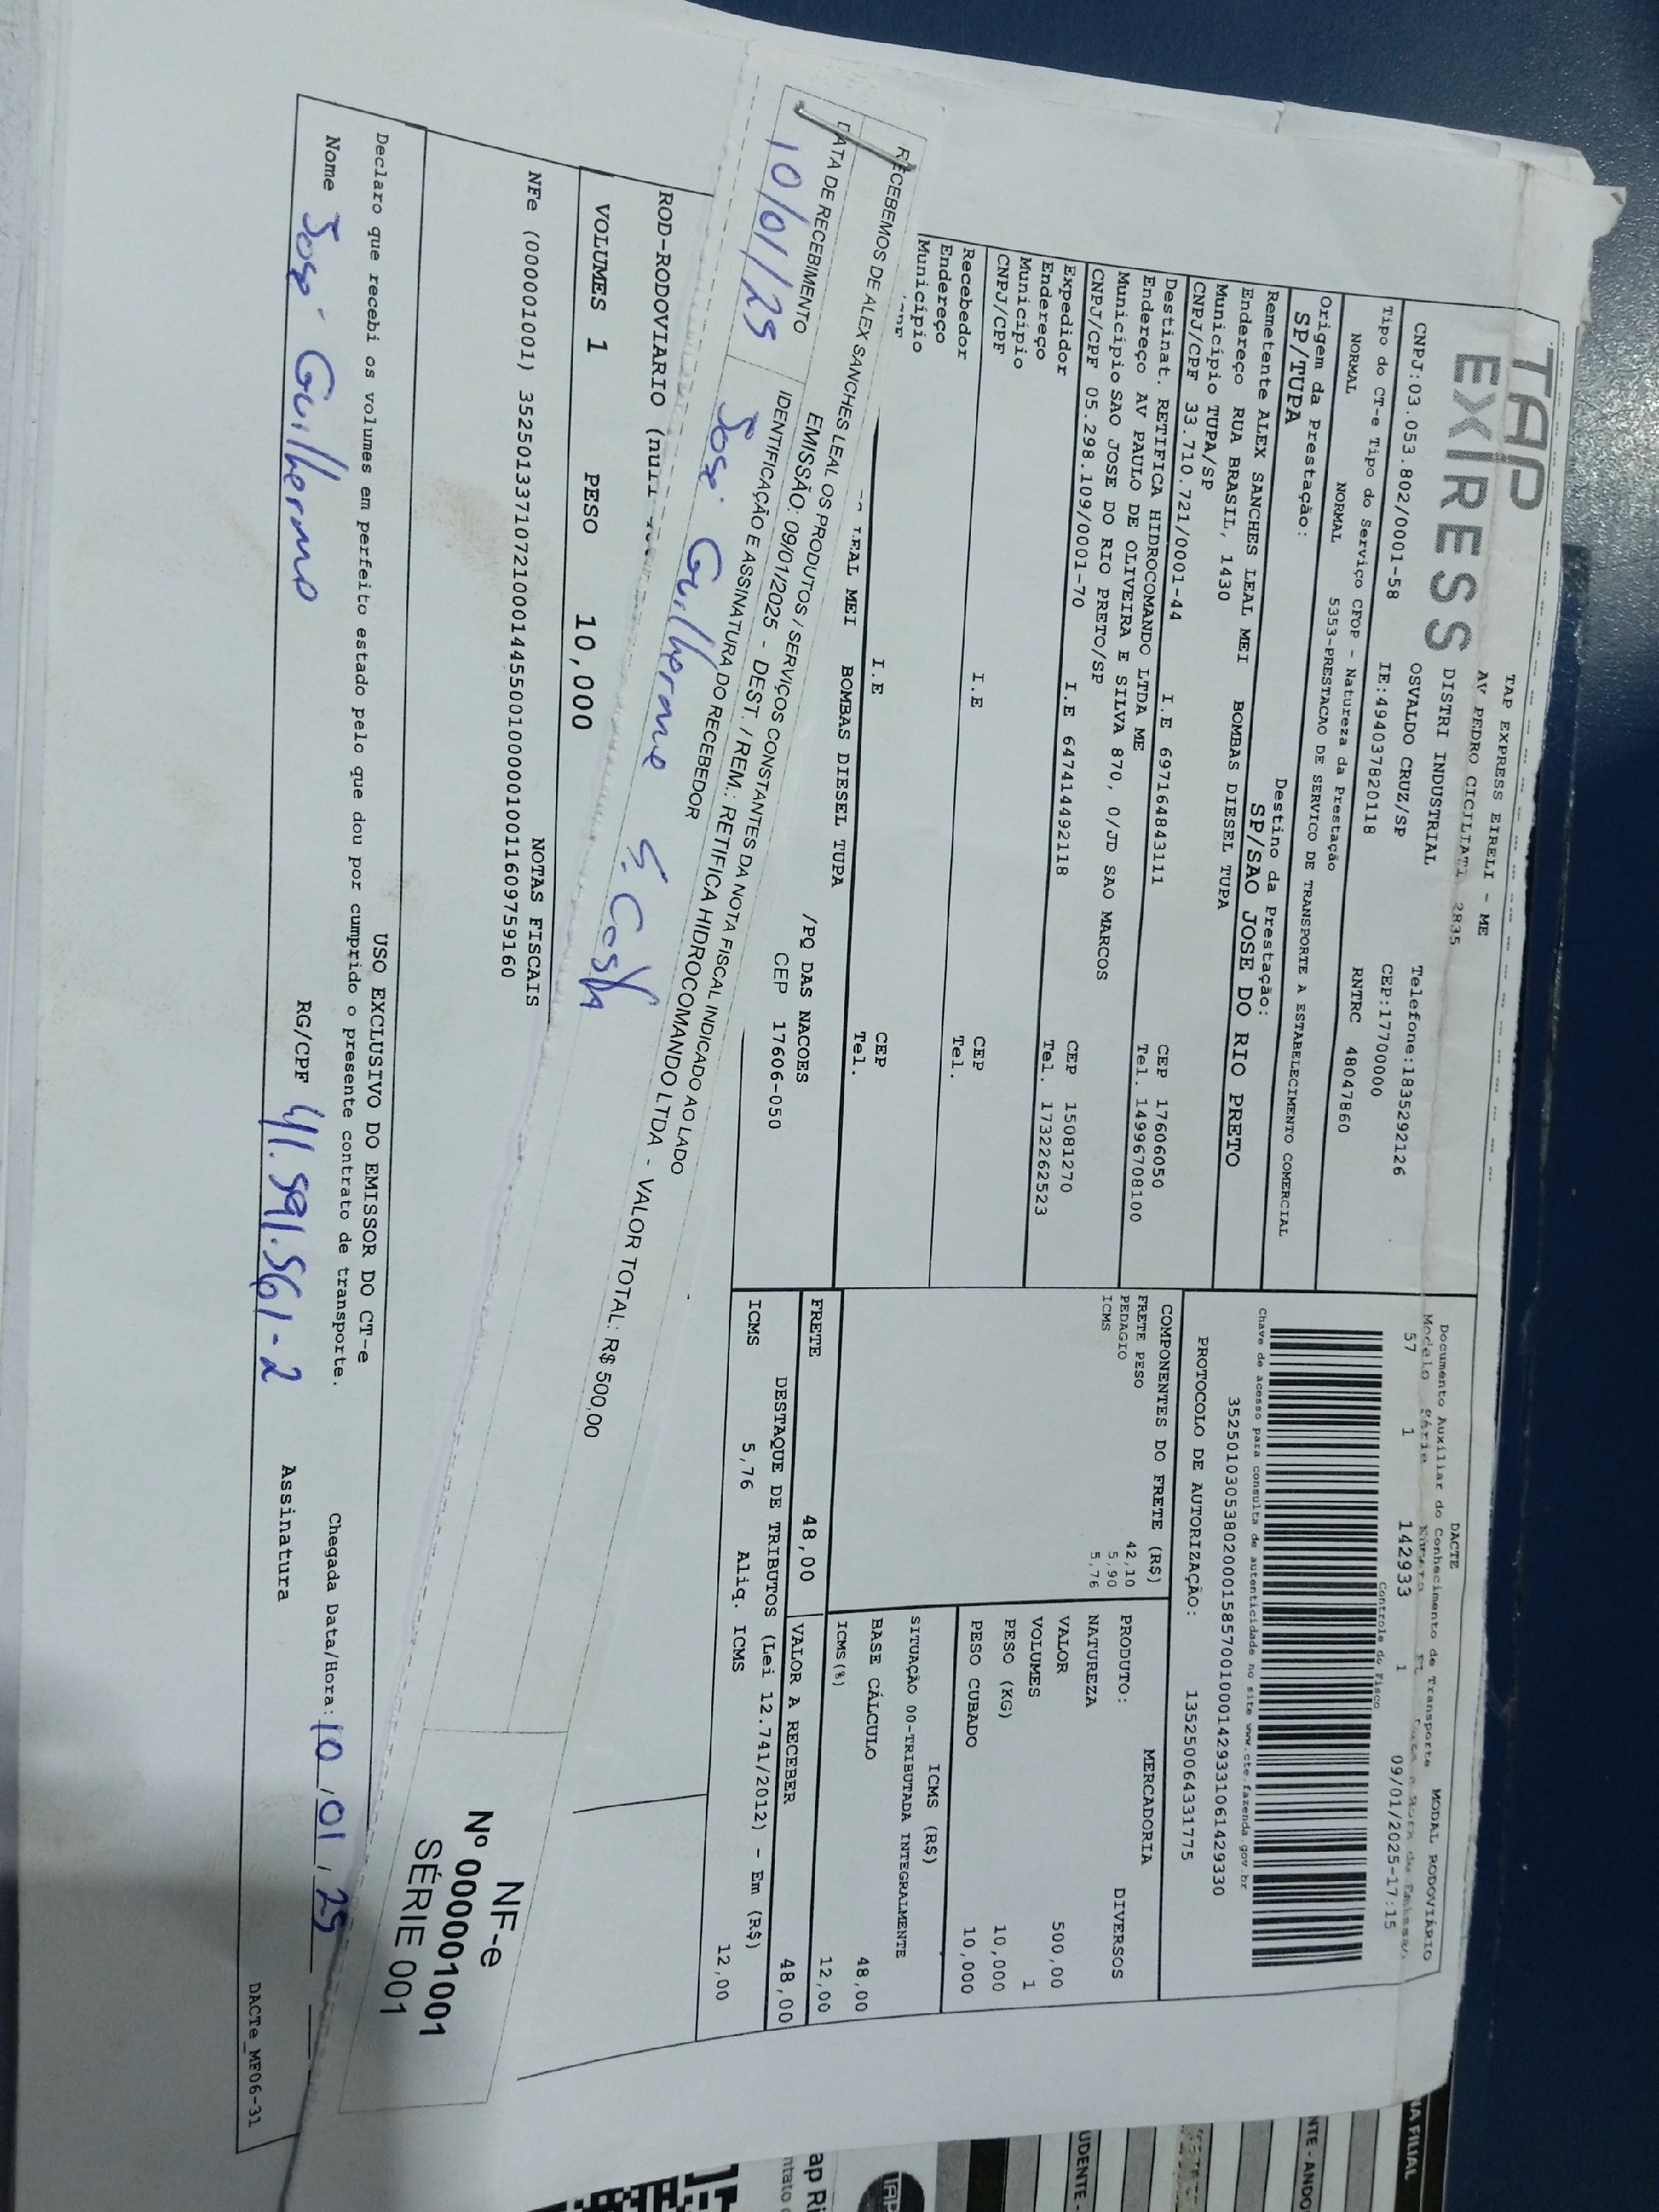 TAP
EXPRESS
TAP EXPRESS EIRELI - ME
AV PEDRO CICILIATI 2835
DISTRI INDUSTRIAL Telefone:1835292126
OSVALDO CRUZ/SP CEP:17700000
CNPJ:03.053.802/0001-58 IE:494037820118 RNTRC 48047860
Tipo do CT-e Tipo do Serviço CFOP - Natureza da Prestação
NORMAL NORMAL 5353-PRESTACAO DE SERVICO DE TRANSPORTE A ESTABELECIMENTO COMERCIAL
Origem da Prestação: Destino da Prestação:
SP/TUPA SP/SAO JOSE DO RIO PRETO
Remetente ALEX SANCHES LEAL MEI BOMBAS DIESEL TUPA
Endereço RUA BRASIL, 1430
Município TUPA/SP CEP 17606050
CNPJ/CPF 33.710.721/0001-44 I.E 697164843111 Tel. 14996708100
Destinat. RETIFICA HIDROCOMANDO LTDA ME
Endereço AV PAULO DE OLIVEIRA E SILVA 870, 0/JD SAO MARCOS
Município SAO JOSE DO RIO PRETO/SP CEP 15081270
CNPJ/CPF 05.298.109/0001-70 I.E 647414492118 Tel. 1732262523
Expedidor
Endereço
Município CEP
CNPJ/CPF I.E Tel.
Recebedor
Endereço
Município CEP
I.E Tel.
LEAL MEI BOMBAS DIESEL TUPA
/PQ DAS NACOES
CEP 17606-050
DACTE
Documento Auxiliar do Conhecimento de Transporte MODAL RODOVIÁRIO
Modelo Série Número FL Data e Hora da Emissão
57 1 142933 1 09/01/2025-17:15
Controle do Fisco
Chave de acesso para consulta de autenticidade no site www.cte.fazenda.gov.br
35250103053802000158570010001429331061429330
PROTOCOLO DE AUTORIZAÇÃO: 135250064331775
COMPONENTES DO FRETE (R$)
FRETE PESO 42,10
PEDAGIO 5,90
ICMS 5,76
MERCADORIA
PRODUTO: DIVERSOS
NATUREZA
VALOR 500,00
VOLUMES 1
PESO (KG) 10,000
PESO CUBADO 10,000
ICMS (R$)
SITUAÇÃO 00-TRIBUTADA INTEGRALMENTE
BASE CÁLCULO 48,00
ICMS(%) 12,00
FRETE 48,00 VALOR A RECEBER 48,00
DESTAQUE DE TRIBUTOS (Lei 12.741/2012) - Em (R$)
ICMS 5,76 Aliq. ICMS 12,00
RECEBEMOS DE ALEX SANCHES LEAL OS PRODUTOS / SERVIÇOS CONSTANTES DA NOTA FISCAL INDICADO AO LADO
EMISSÃO: 09/01/2025 - DEST. / REM.: RETIFICA HIDROCOMANDO LTDA - VALOR TOTAL: R$ 500,00
DATA DE RECEBIMENTO IDENTIFICAÇÃO E ASSINATURA DO RECEBEDOR
10/01/25 José Guilherme S. Costa
NF-e
Nº 000001001
SÉRIE 001
ROD-RODOVIARIO
VOLUMES 1 PESO 10,000
NOTAS FISCAIS
NFe (000001001) 35250133710721000144550010000010011609759160
USO EXCLUSIVO DO EMISSOR DO CT-e
Declaro que recebi os volumes em perfeito estado pelo que dou por cumprido o presente contrato de transporte. Chegada Data/Hora: 10/01/25
Nome José Guilherme RG/CPF 41.591.561-2 Assinatura
DACTe_MF06-31